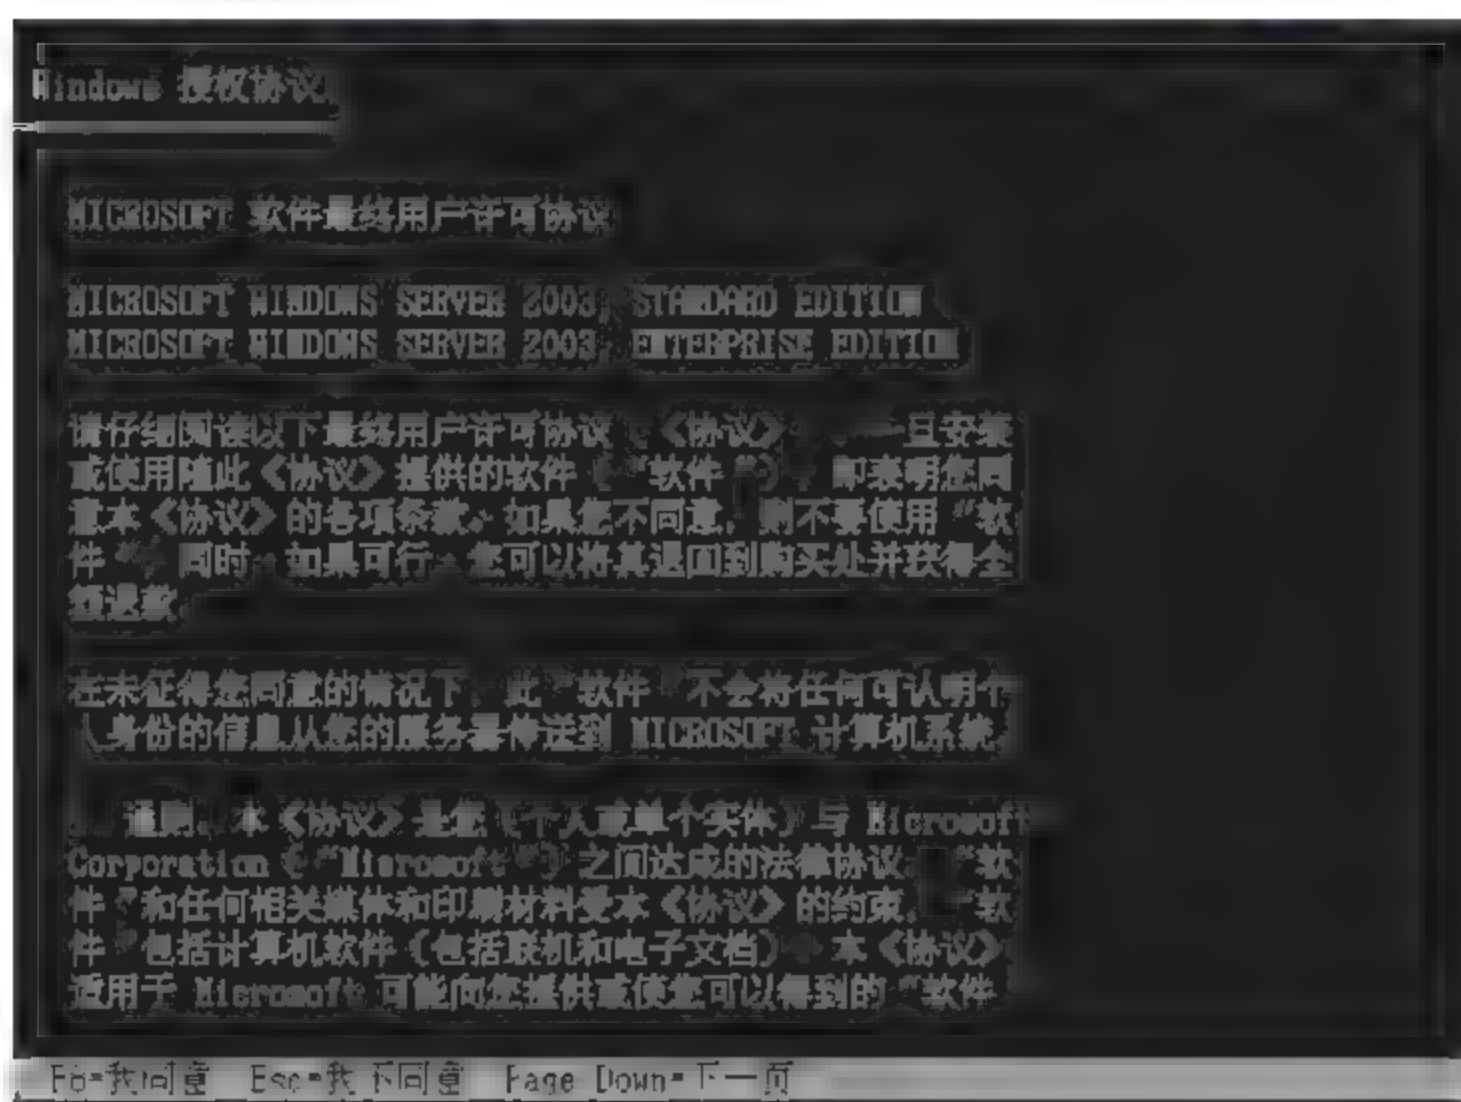 Windows 授权协议
MICROSOFT 软件最终用户许可协议
MICROSOFT WINDOWS SERVER 2003, STANDARD EDITION
MICROSOFT WINDOWS SERVER 2003, ENTERPRISE EDITION
请仔细阅读以下最终用户许可协议（《协议》）。一旦安装
或使用随此《协议》提供的软件（“软件”），即表明您同
意本《协议》的各项条款。如果您不同意，则不要使用“软
件”。同时，如果可行，您可以将其退回到购买处并获得全
额退款。
在未征得您同意的情况下，此“软件”不会将任何可认明个
人身份的信息从您的服务器传送到 MICROSOFT 计算机系统。
通则。本《协议》是您（个人或单个实体）与 Microsoft
Corporation（“Microsoft”）之间达成的法律协议。“软
件”和任何相关媒体和印刷材料受本《协议》的约束。“软
件”包括计算机软件（包括联机和电子文档）。本《协议》
适用于 Microsoft 可能向您提供或使您可以得到的“软件
F8=我同意 Esc=我不同意 Page Down=下一页